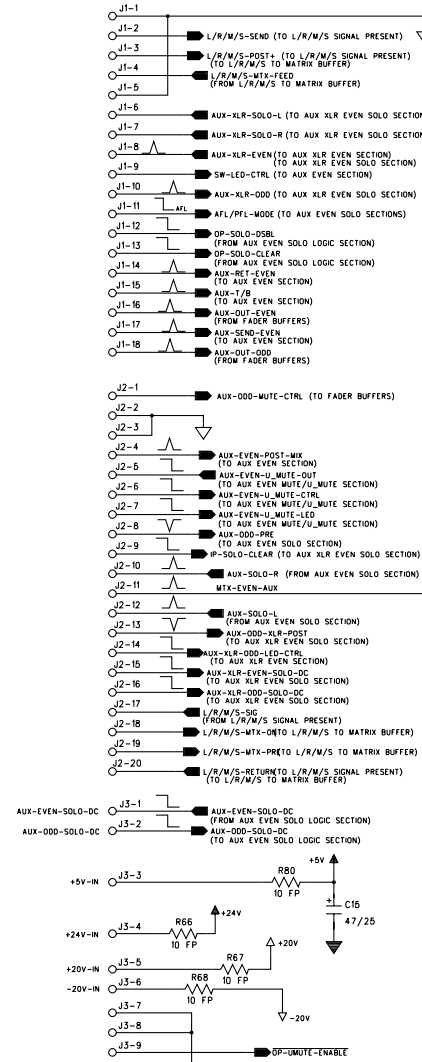 J1-1
J1-2 L/R/M/S-SEND (TO L/R/M/S SIGNAL PRESENT)
J1-3 L/R/M/S-POST+ (TO L/R/M/S SIGNAL PRESENT)
(TO L/R/M/S TO MATRIX BUFFER)
J1-4 L/R/M/S-MTX-FEED
(FROM L/R/M/S TO MATRIX BUFFER)
J1-5
J1-6 AUX-XLR-SOLO-L (TO AUX XLR EVEN SOLO SECTION
J1-7 AUX-XLR-SOLO-R (TO AUX XLR EVEN SOLO SECTI
J1-8 AUX-XLR-EVEN (TO AUX XLR EVEN SECTION)
(TO AUX XLR EVEN SOLO SECTION)
J1-9 SW-LED-CTRL (TO AUX EVEN SECTION)
J1-10 AUX-XLR-ODD (TO AUX XLR EVEN SOLO SECTION)
J1-11 AFL AFL/PFL-MODE (TO AUX EVEN SOLO SECTIONS)
J1-12 OP-SOLO-DSBL
(FROM AUX EVEN SOLO LOGIC SECTION)
J1-13 OP-SOLO-CLEAR
(FROM AUX EVEN SOLO LOGIC SECTION)
J1-14 AUX-RET-EVEN
(TO AUX EVEN SECTION)
J1-15 AUX-T/B
(TO AUX EVEN SECTION)
J1-16 AUX-OUT-EVEN
(FROM FADER BUFFERS)
J1-17 AUX-SEND-EVEN
(TO AUX EVEN SECTION)
J1-18 AUX-OUT-ODD
(FROM FADER BUFFERS)
J2-1 AUX-ODD-MUTE-CTRL (TO FADER BUFFERS)
J2-2
J2-3
J2-4 AUX-EVEN-POST-MIX
(TO AUX EVEN SECTION)
J2-5 AUX-EVEN-U_MUTE-OUT
(TO AUX EVEN MUTE/U_MUTE SECTION)
J2-6 AUX-EVEN-U_MUTE-CTRL
(TO AUX EVEN MUTE/U_MUTE SECTION)
J2-7 AUX-EVEN-U_MUTE-LED
(TO AUX EVEN MUTE/U_MUTE SECTION)
J2-8 AUX-ODD-PRE
(TO AUX EVEN SOLO SECTION)
J2-9 IP-SOLO-CLEAR (TO AUX XLR EVEN SOLO SECTION)
J2-10 AUX-SOLO-R (FROM AUX EVEN SOLO SECTION)
J2-11 MTX-EVEN-AUX
J2-12 AUX-SOLO-L
(FROM AUX EVEN SOLO SECTION)
J2-13 AUX-ODD-XLR-POST
(TO AUX XLR EVEN SOLO SECTION)
J2-14 AUX-XLR-ODD-LED-CTRL
(TO AUX XLR EVEN SOLO SECTION)
J2-15 AUX-XLR-EVEN-SOLO-DC
(TO AUX XLR EVEN SOLO SECTION)
J2-16 AUX-XLR-ODD-SOLO-DC
(TO AUX XLR EVEN SOLO SECTION)
J2-17 L/R/M/S-SIG
(FROM L/R/M/S SIGNAL PRESENT)
J2-18 L/R/M/S-MTX-ON(TO L/R/M/S TO MATRIX BUFFER)
J2-19 L/R/M/S-MTX-PRE(TO L/R/M/S TO MATRIX BUFFER)
J2-20 L/R/M/S-RETURN(TO L/R/M/S SIGNAL PRESENT)
(TO L/R/M/S TO MATRIX BUFFER)
AUX-EVEN-SOLO-DC J3-1 AUX-EVEN-SOLO-DC
(FROM AUX EVEN SOLO LOGIC SECTION)
AUX-ODD-SOLO-DC J3-2 AUX-ODD-SOLO-DC
(TO AUX EVEN SOLO LOGIC SECTION)
+5V
+5V-IN J3-3 R80
10 FP
+ C15
47/25
+24V
+24V-IN J3-4 R66
10 FP
+20V
+20V-IN J3-5 R67
10 FP
-20V-IN J3-6 R68
10 FP
-20V
J3-7
J3-8
J3-9 OP-UMUTE-ENABLE